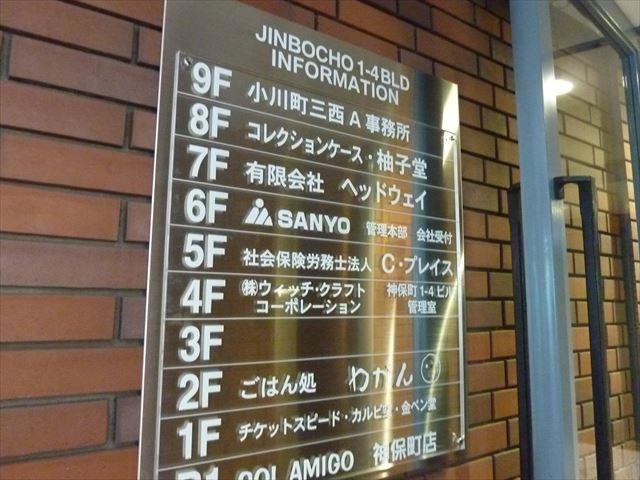 JINBOCHO 1-4 BLD
INFORMATION
9F 小川町三西A事務所
8F コレクションケース・柚子堂
7F 有限会社 ヘッドウェイ
6F SANYO 管理本部 会社受付
5F 社会保険労務士法人 C・プレイス
4F ㈱ウィッチ・クラフト 神保町1-4ビル
コーポレーション 管理室
3F
2F ごはん処 わかん
1F チケットスピード・カルビタ・金ペン堂
B1 COL AMIGO 神保町店